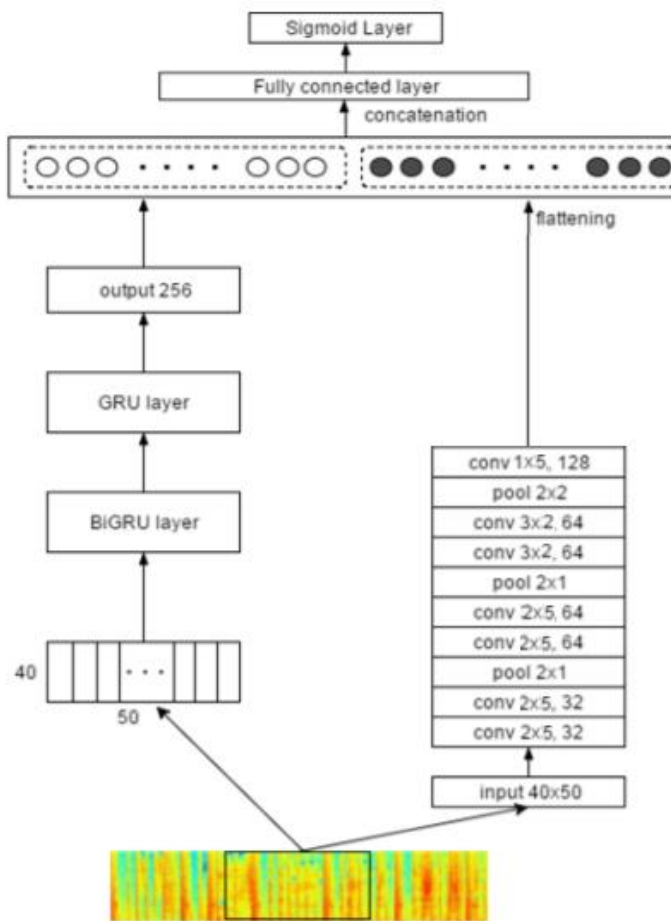 Sigmoid Layer
Fully connected layer
concatenation
flattening
output 256
GRU layer
BiGRU layer
40
50
conv 1×5, 128
pool 2×2
conv 3×2, 64
conv 3×2, 64
pool 2×1
conv 2×5, 64
conv 2×5, 64
pool 2×1
conv 2×5, 32
conv 2×5, 32
input 40×50